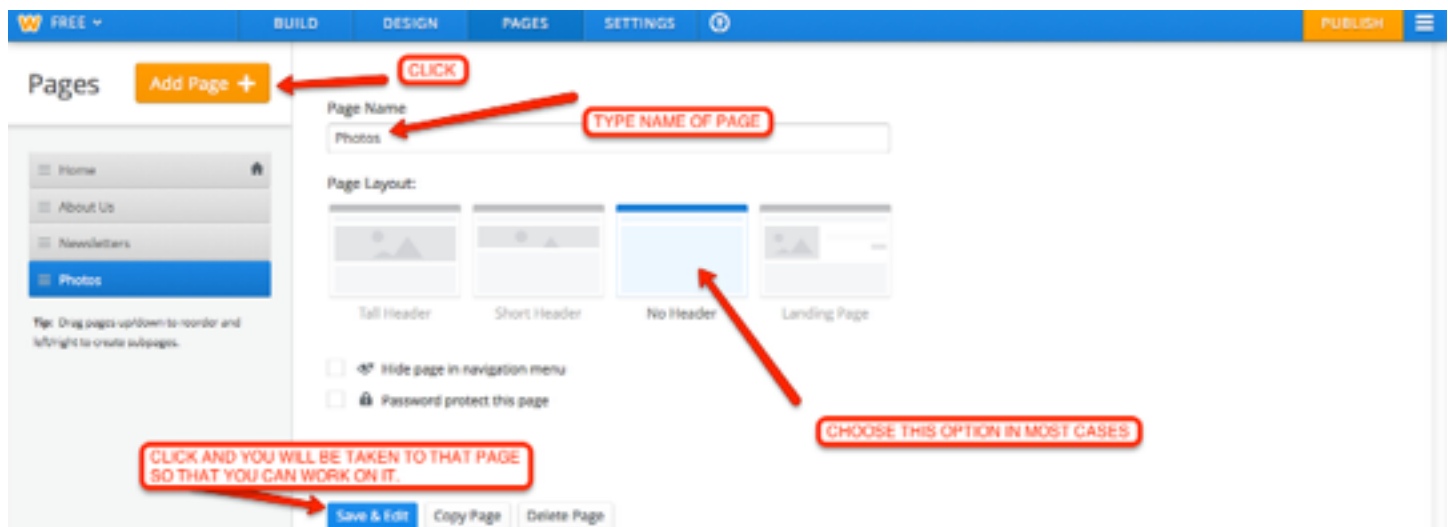 W FREE
BUILD DESIGN PAGES SETTINGS ?
PUBLISH
Pages
Add Page +
CLICK
Page Name
TYPE NAME OF PAGE
Photos
Home
About Us
Newsletters
Photos
Tip: Drag pages up/down to reorder and
left/right to create subpages.
Page Layout:
Tall Header Short Header No Header Landing Page
Hide page in navigation menu
Password protect this page
CHOOSE THIS OPTION IN MOST CASES
CLICK AND YOU WILL BE TAKEN TO THAT PAGE
SO THAT YOU CAN WORK ON IT.
Save & Edit Copy Page Delete Page